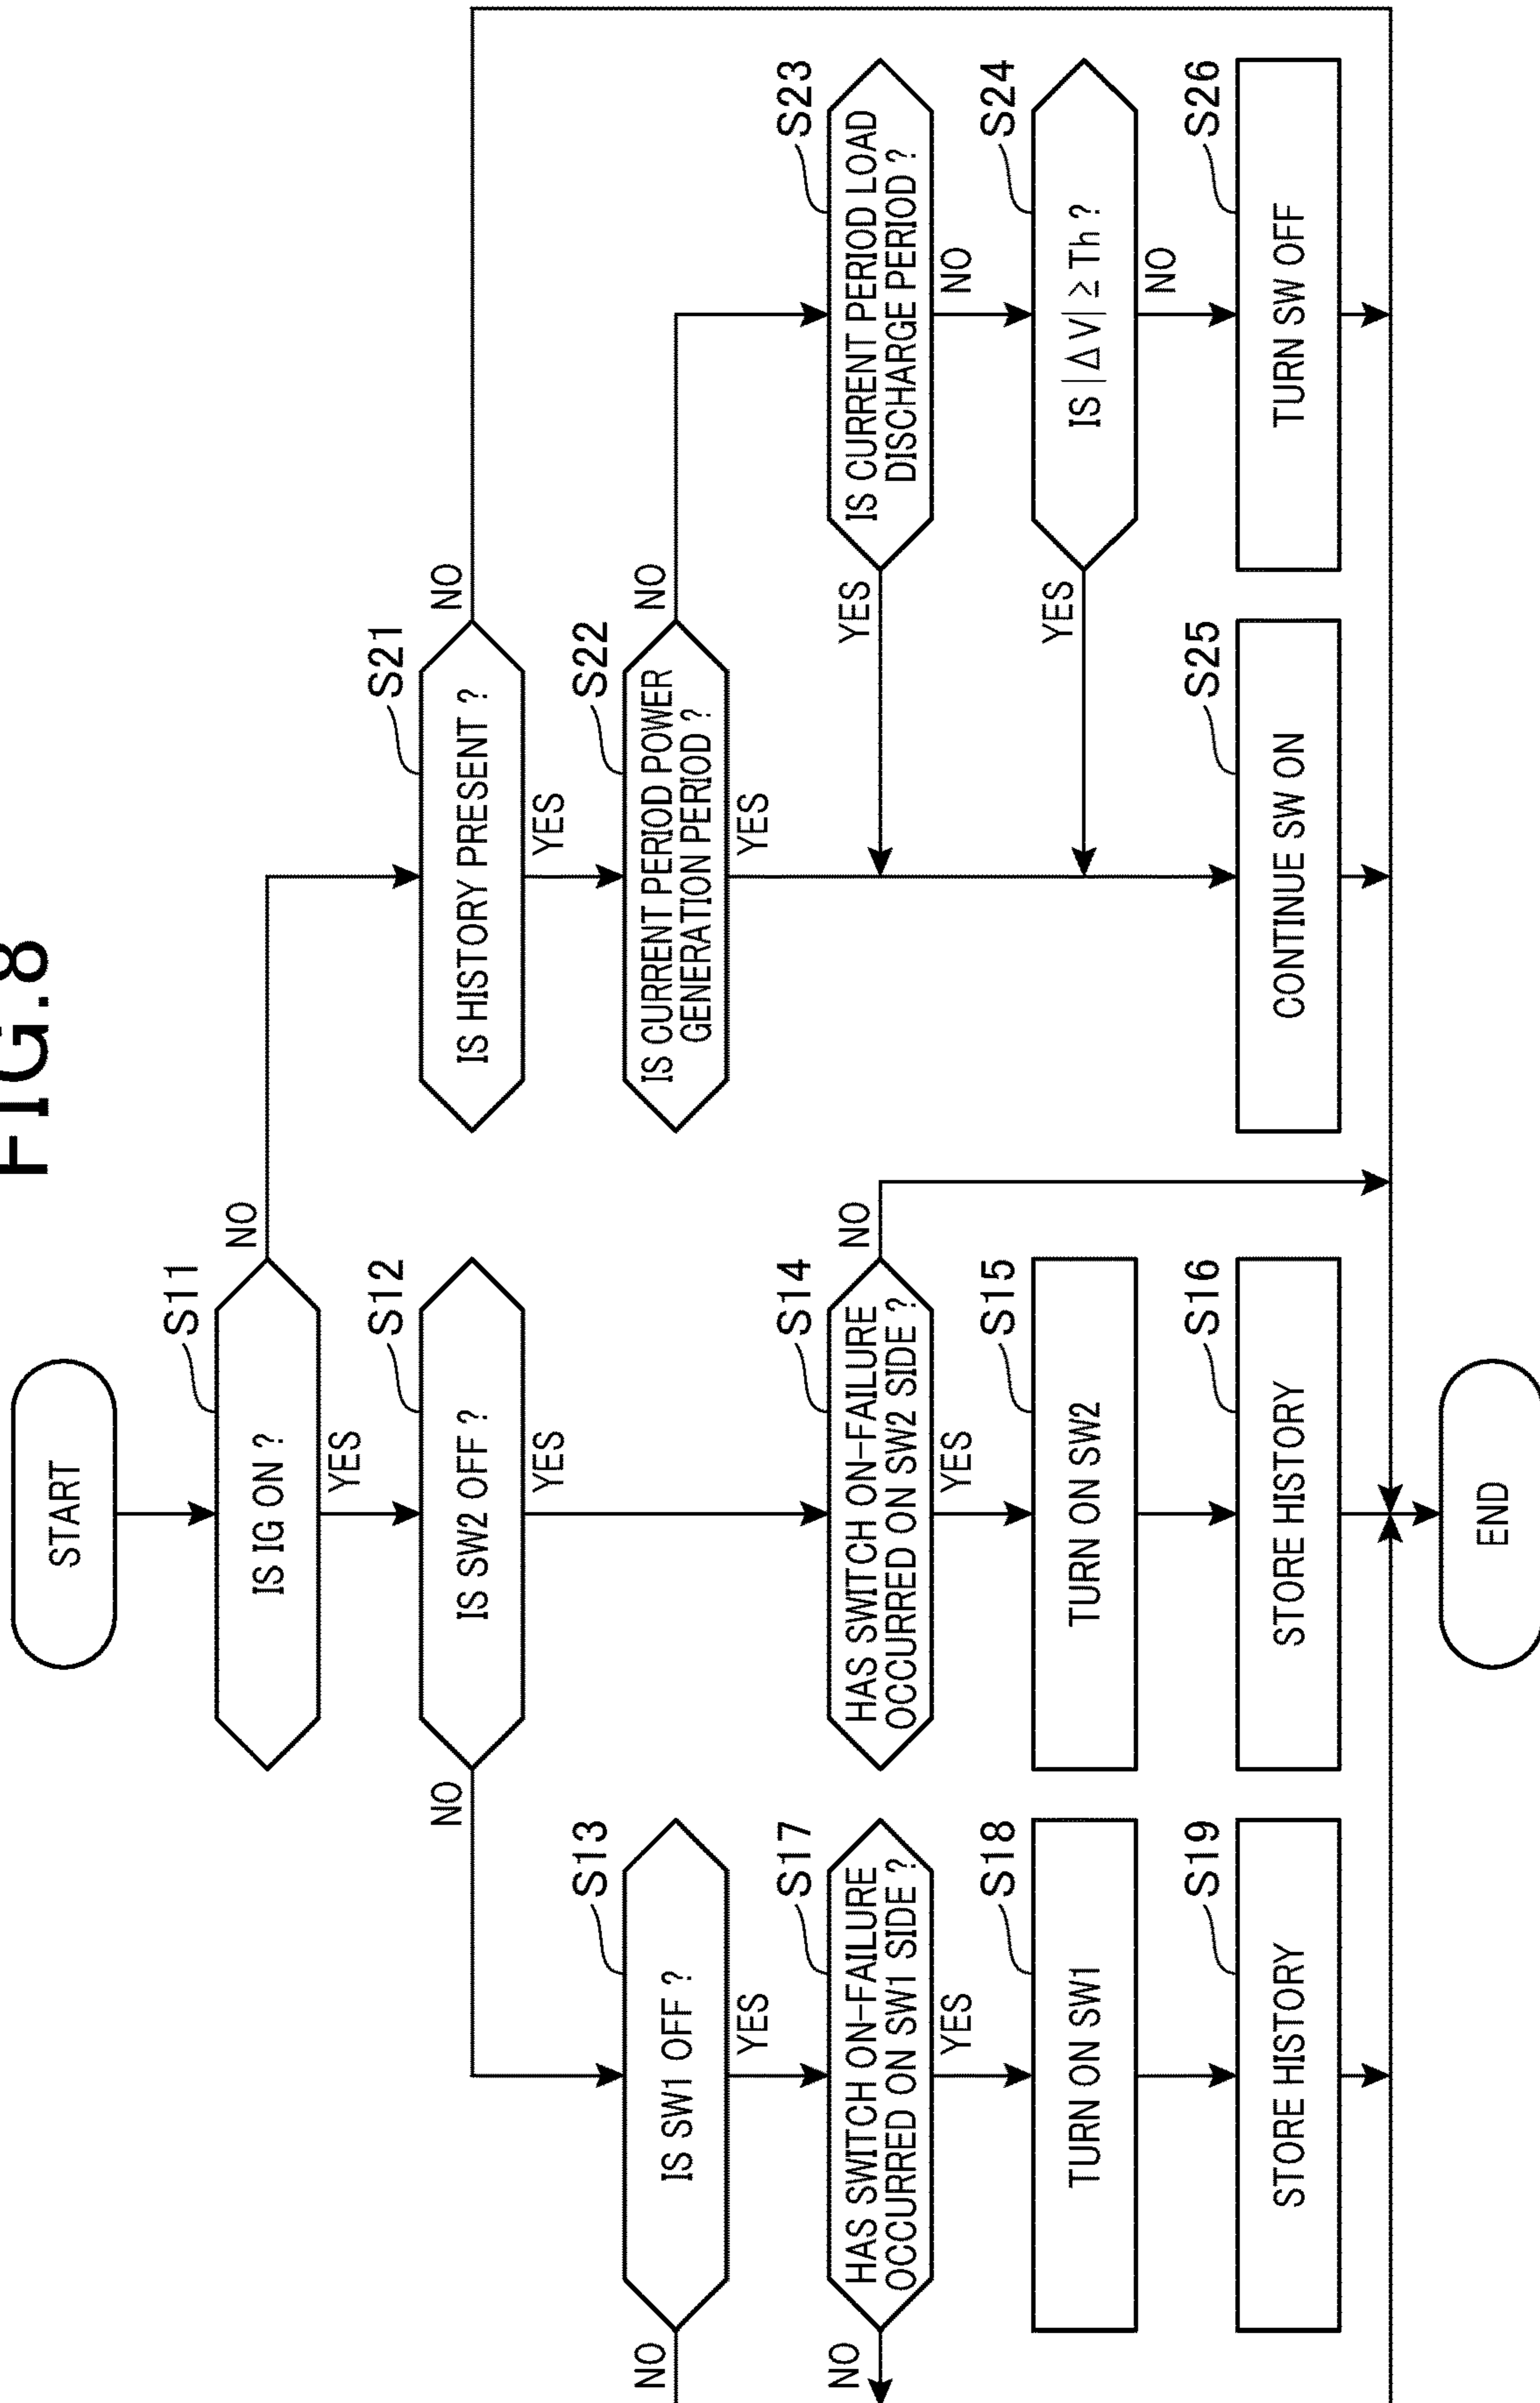 FIG.8
START
S11
IS IG ON ?
NO
YES
S12
IS SW2 OFF ?
NO
YES
S21
IS HISTORY PRESENT ?
NO
YES
S13
IS SW1 OFF ?
NO
YES
S22
IS CURRENT PERIOD POWER
GENERATION PERIOD ?
NO
YES
S17
HAS SWITCH ON-FAILURE
OCCURRED ON SW1 SIDE ?
NO
YES
S14
HAS SWITCH ON-FAILURE
OCCURRED ON SW2 SIDE ?
NO
YES
S23
IS CURRENT PERIOD LOAD
DISCHARGE PERIOD ?
YES
NO
S18
TURN ON SW1
S15
TURN ON SW2
S24
IS |ΔV| ≥ Th ?
YES
NO
S19
STORE HISTORY
S16
STORE HISTORY
S25
CONTINUE SW ON
S26
TURN SW OFF
END